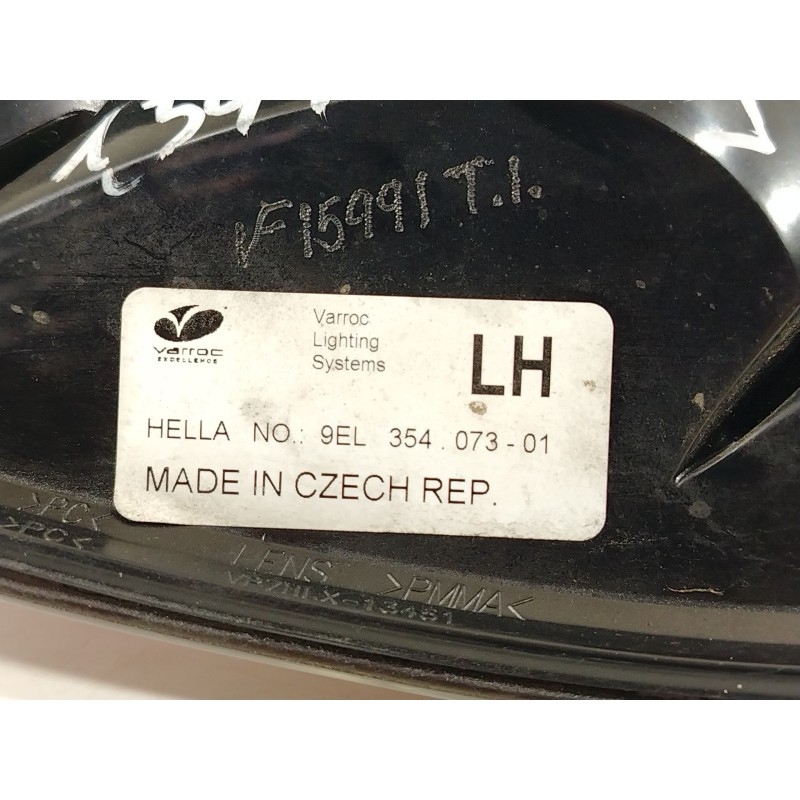 VF15991 T.I.
varroc
EXCELLENCE
Varroc
Lighting
Systems
LH
HELLA NO.: 9EL 354.073-01
MADE IN CZECH REP.
>PC<
>PC<
LENS >PMMA<